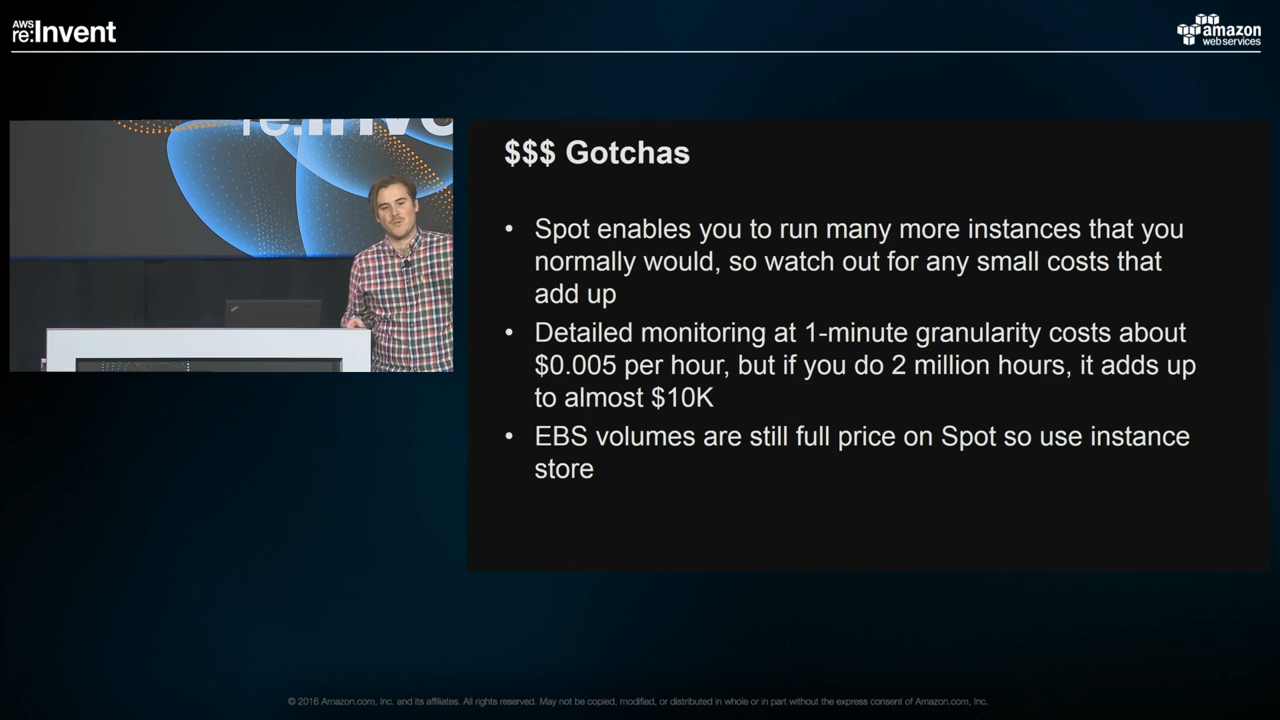 AWS
re:Invent
amazon
web services
re:Inve
$$$ Gotchas
• Spot enables you to run many more instances that you
normally would, so watch out for any small costs that
add up
• Detailed monitoring at 1-minute granularity costs about
$0.005 per hour, but if you do 2 million hours, it adds up
to almost $10K
• EBS volumes are still full price on Spot so use instance
store
© 2016 Amazon.com, Inc. and its affiliates. All rights reserved. May not be copied, modified, or distributed in whole or in part without the express consent of Amazon.com, Inc.